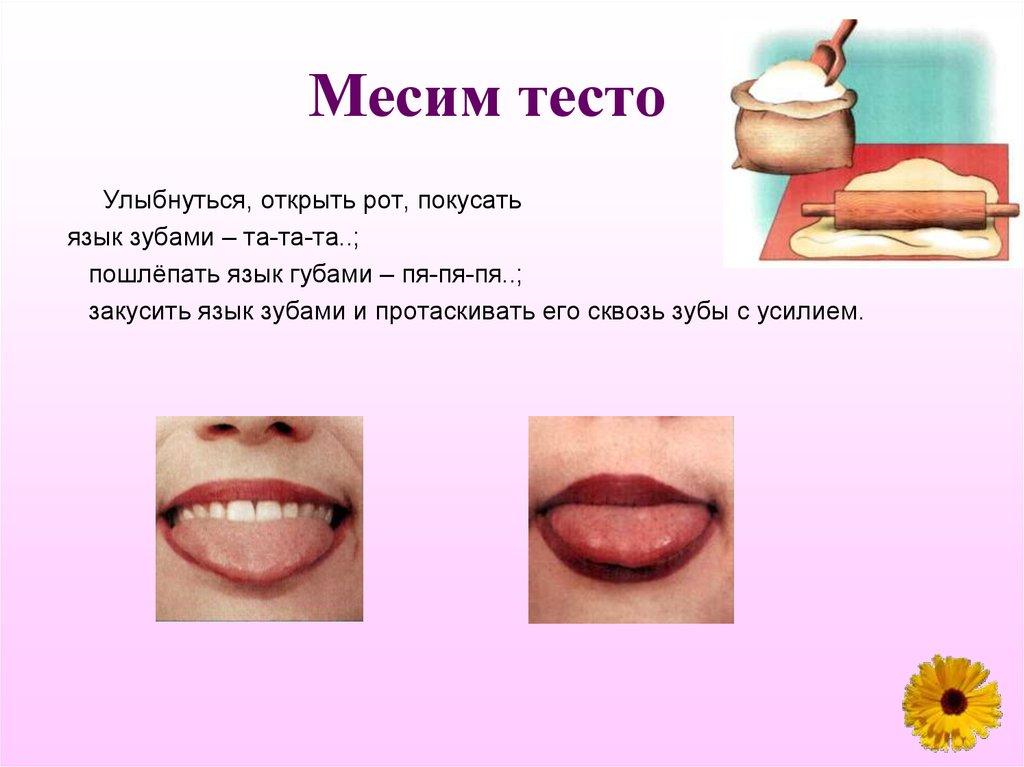 Месим тесто
Улыбнуться, открыть рот, покусать
язык зубами – та-та-та..;
пошлёпать язык губами – пя-пя-пя..;
закусить язык зубами и протаскивать его сквозь зубы с усилием.